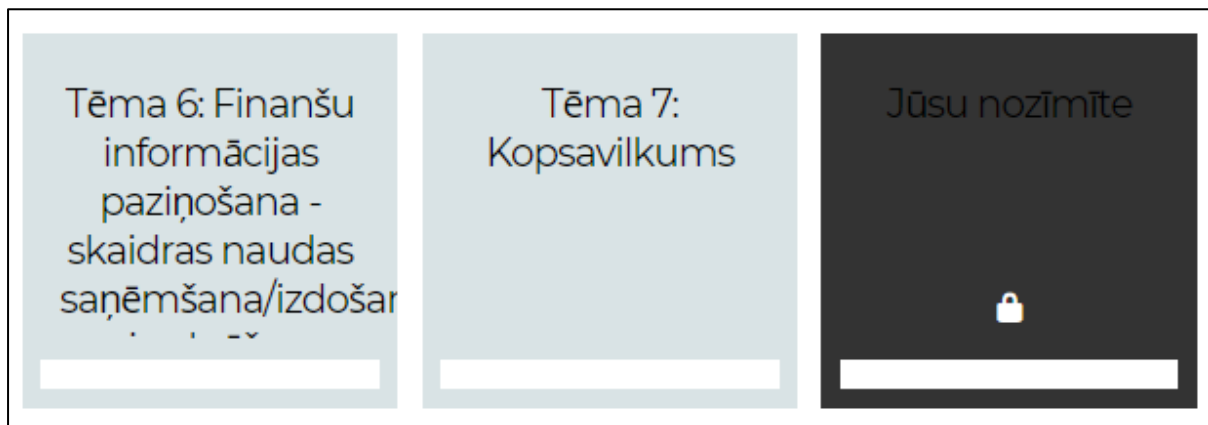 Tēma 6: Finanšu
informācijas
paziņošana -
skaidras naudas
Tēma 7:
Kopsavilkums
Jūsu nozīmīte